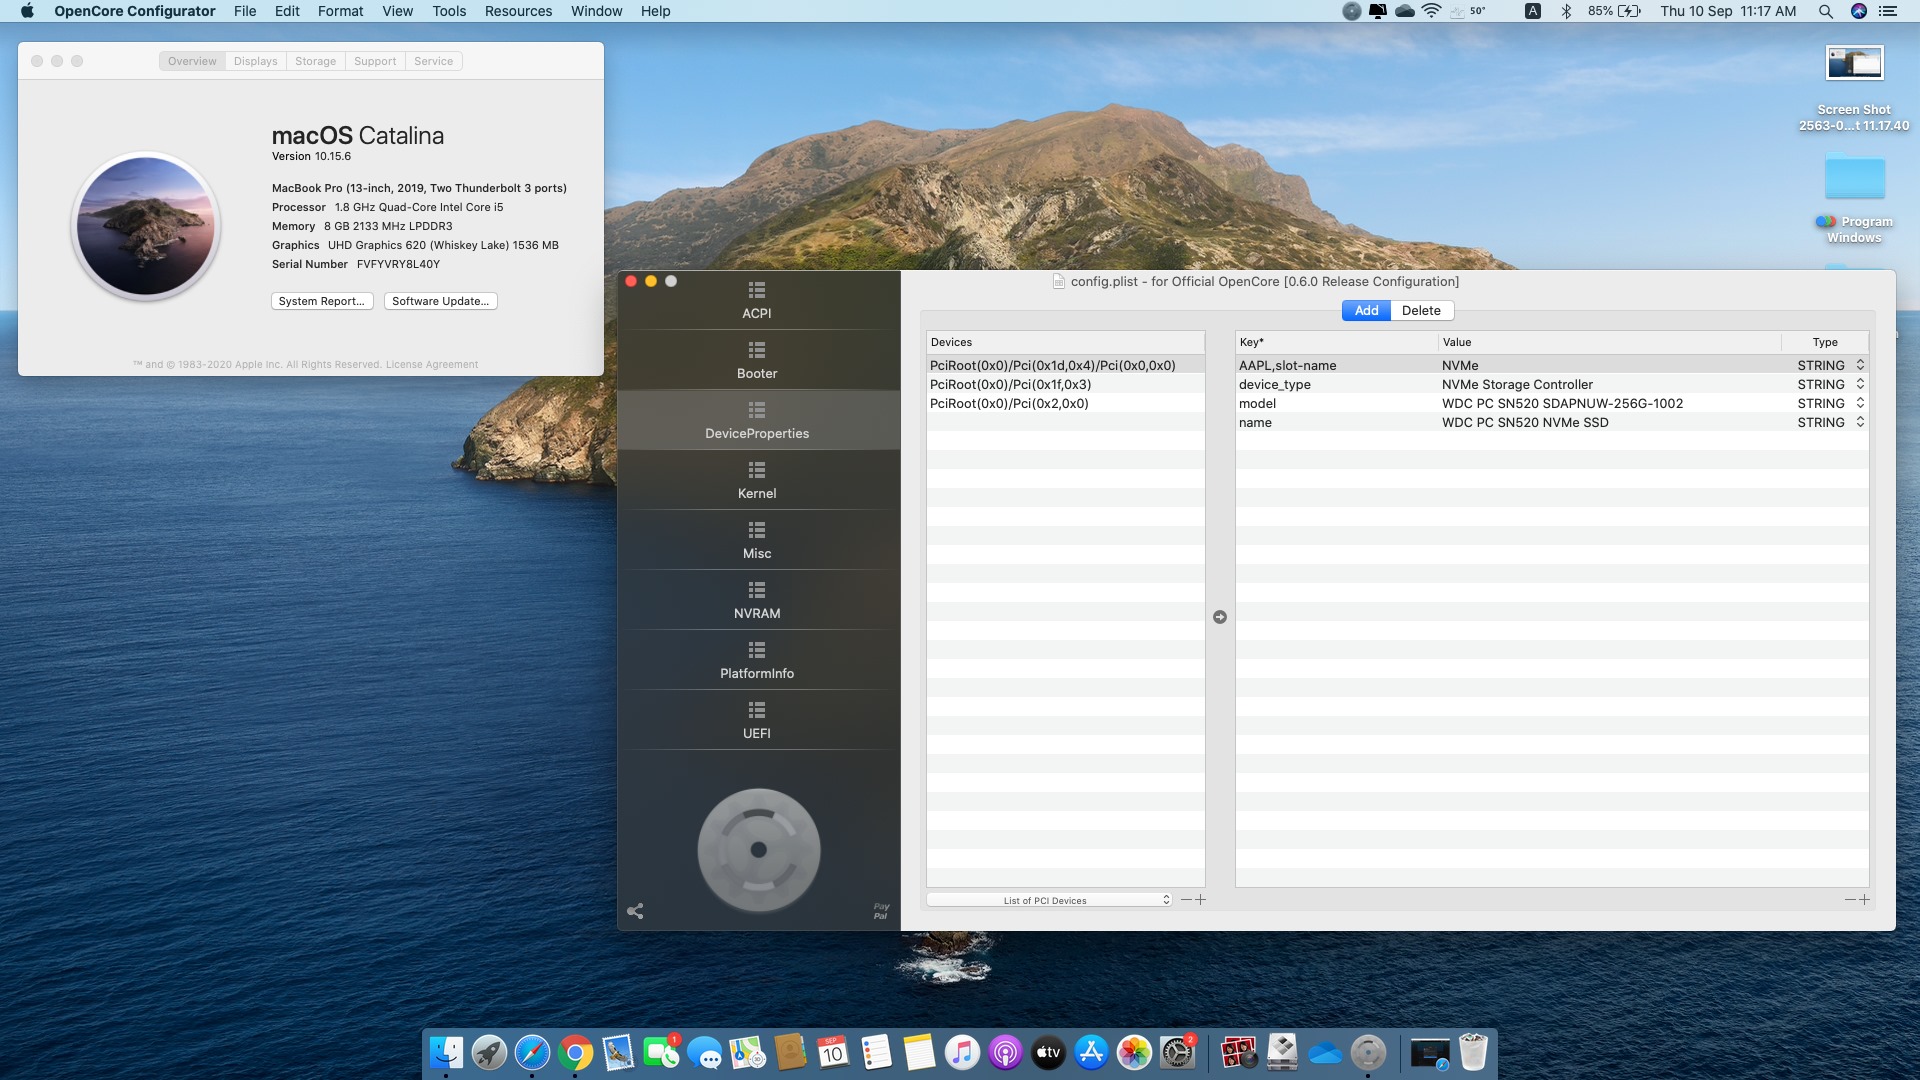 OpenCore Configurator File Edit Format View Tools Resources Window Help
50° A 85% Thu 10 Sep 11:17 AM
Overview Displays Storage Support Service
macOS Catalina
Version 10.15.6
MacBook Pro (13-inch, 2019, Two Thunderbolt 3 ports)
Processor 1.8 GHz Quad-Core Intel Core i5
Memory 8 GB 2133 MHz LPDDR3
Graphics UHD Graphics 620 (Whiskey Lake) 1536 MB
Serial Number FVFYVRY8L40Y
System Report... Software Update...
™ and © 1983-2020 Apple Inc. All Rights Reserved. License Agreement
Screen Shot
2563-0...t 11.17.40
Program
Windows
config.plist - for Official OpenCore [0.6.0 Release Configuration]
ACPI
Booter
DeviceProperties
Kernel
Misc
NVRAM
PlatformInfo
UEFI
Pay
Pal
Add Delete
Devices
PciRoot(0x0)/Pci(0x1d,0x4)/Pci(0x0,0x0)
PciRoot(0x0)/Pci(0x1f,0x3)
PciRoot(0x0)/Pci(0x2,0x0)
Key* Value Type
AAPL,slot-name NVMe STRING
device_type NVMe Storage Controller STRING
model WDC PC SN520 SDAPNUW-256G-1002 STRING
name WDC PC SN520 NVMe SSD STRING
List of PCI Devices
1
SEP
10
tv
2